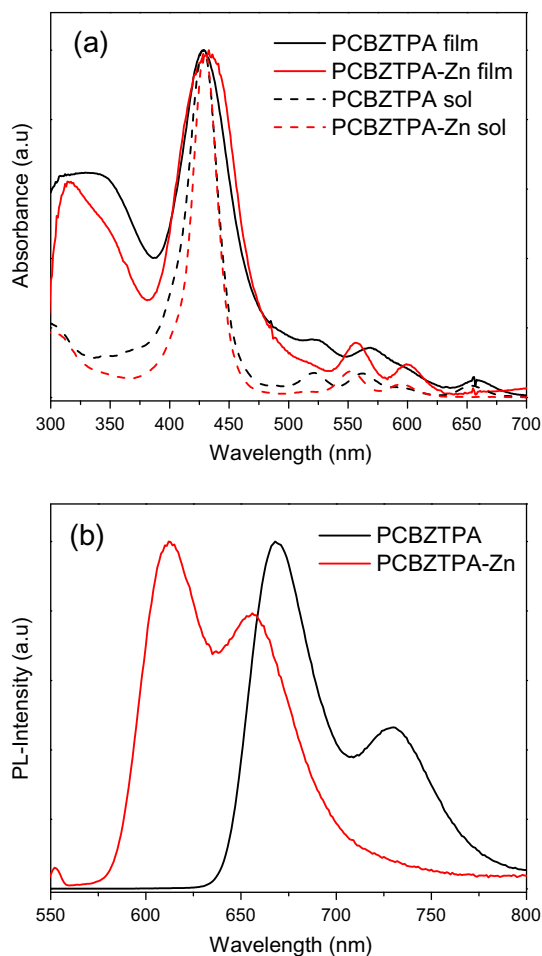 (a)
PCBZTPA film
PCBZTPA-Zn film
PCBZTPA sol
PCBZTPA-Zn sol
Absorbance (a.u)
300 350 400 450 500 550 600 650 700
Wavelength (nm)
(b)
PCBZTPA
PCBZTPA-Zn
PL-Intensity (a.u)
550 600 650 700 750 800
Wavelength (nm)